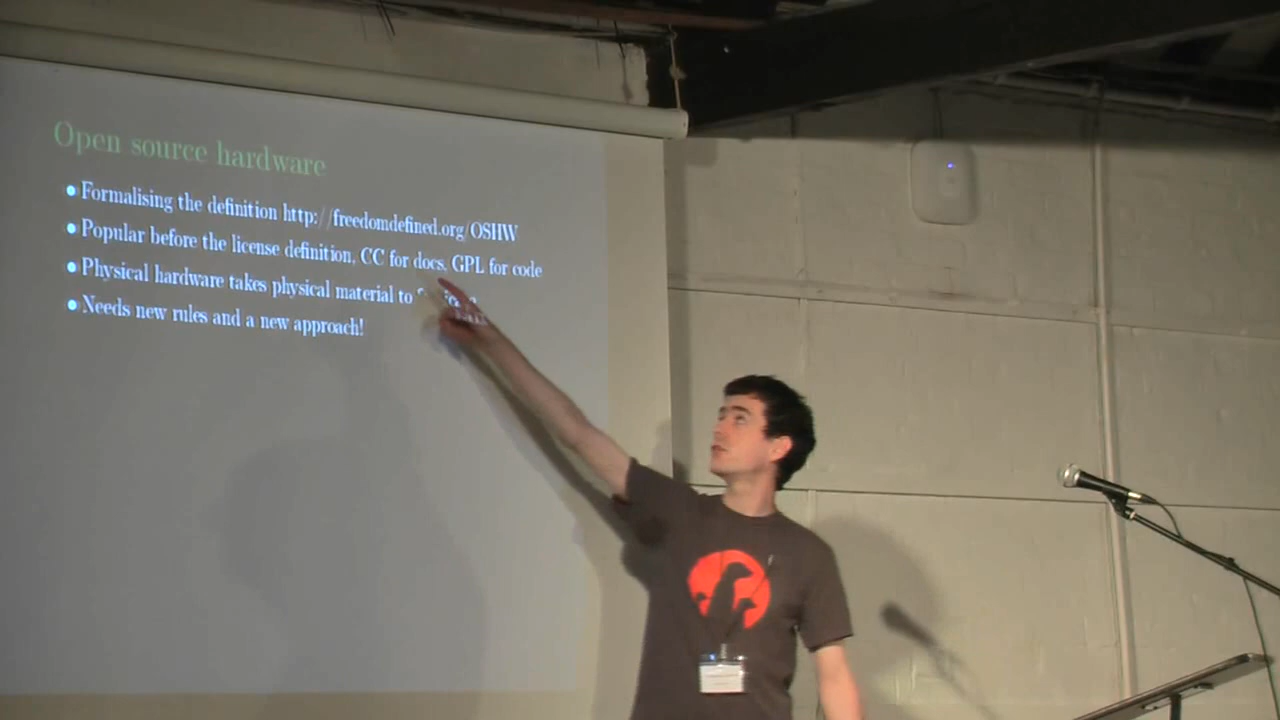 Open source hardware
Formalising the definition http://freedomdefined.org/OSHW
Popular before the license definition, CC for docs, GPL for code
Physical hardware takes physical material to
Needs new rules and a new approach!